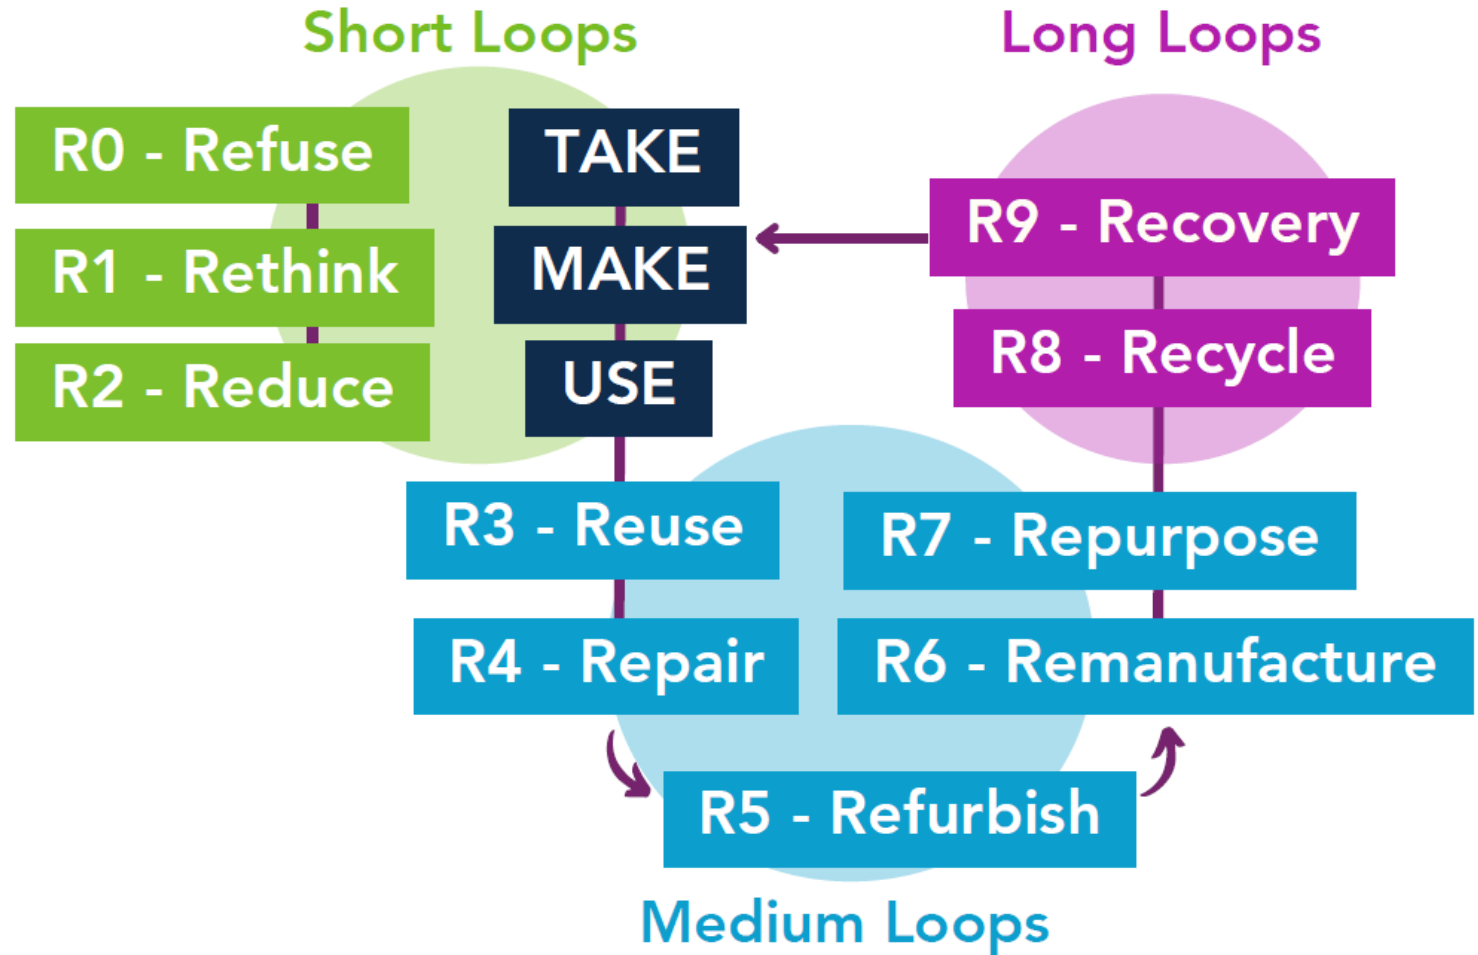 Short Loops
R0 - Refuse
R1 - Rethink
R2 - Reduce
TAKE
MAKE
USE
Long Loops
R9 - Recovery
R8 - Recycle
R3 - Reuse
R4 - Repair
R5 - Refurbish
R7 - Repurpose
R6 - Remanufacture
Medium Loops